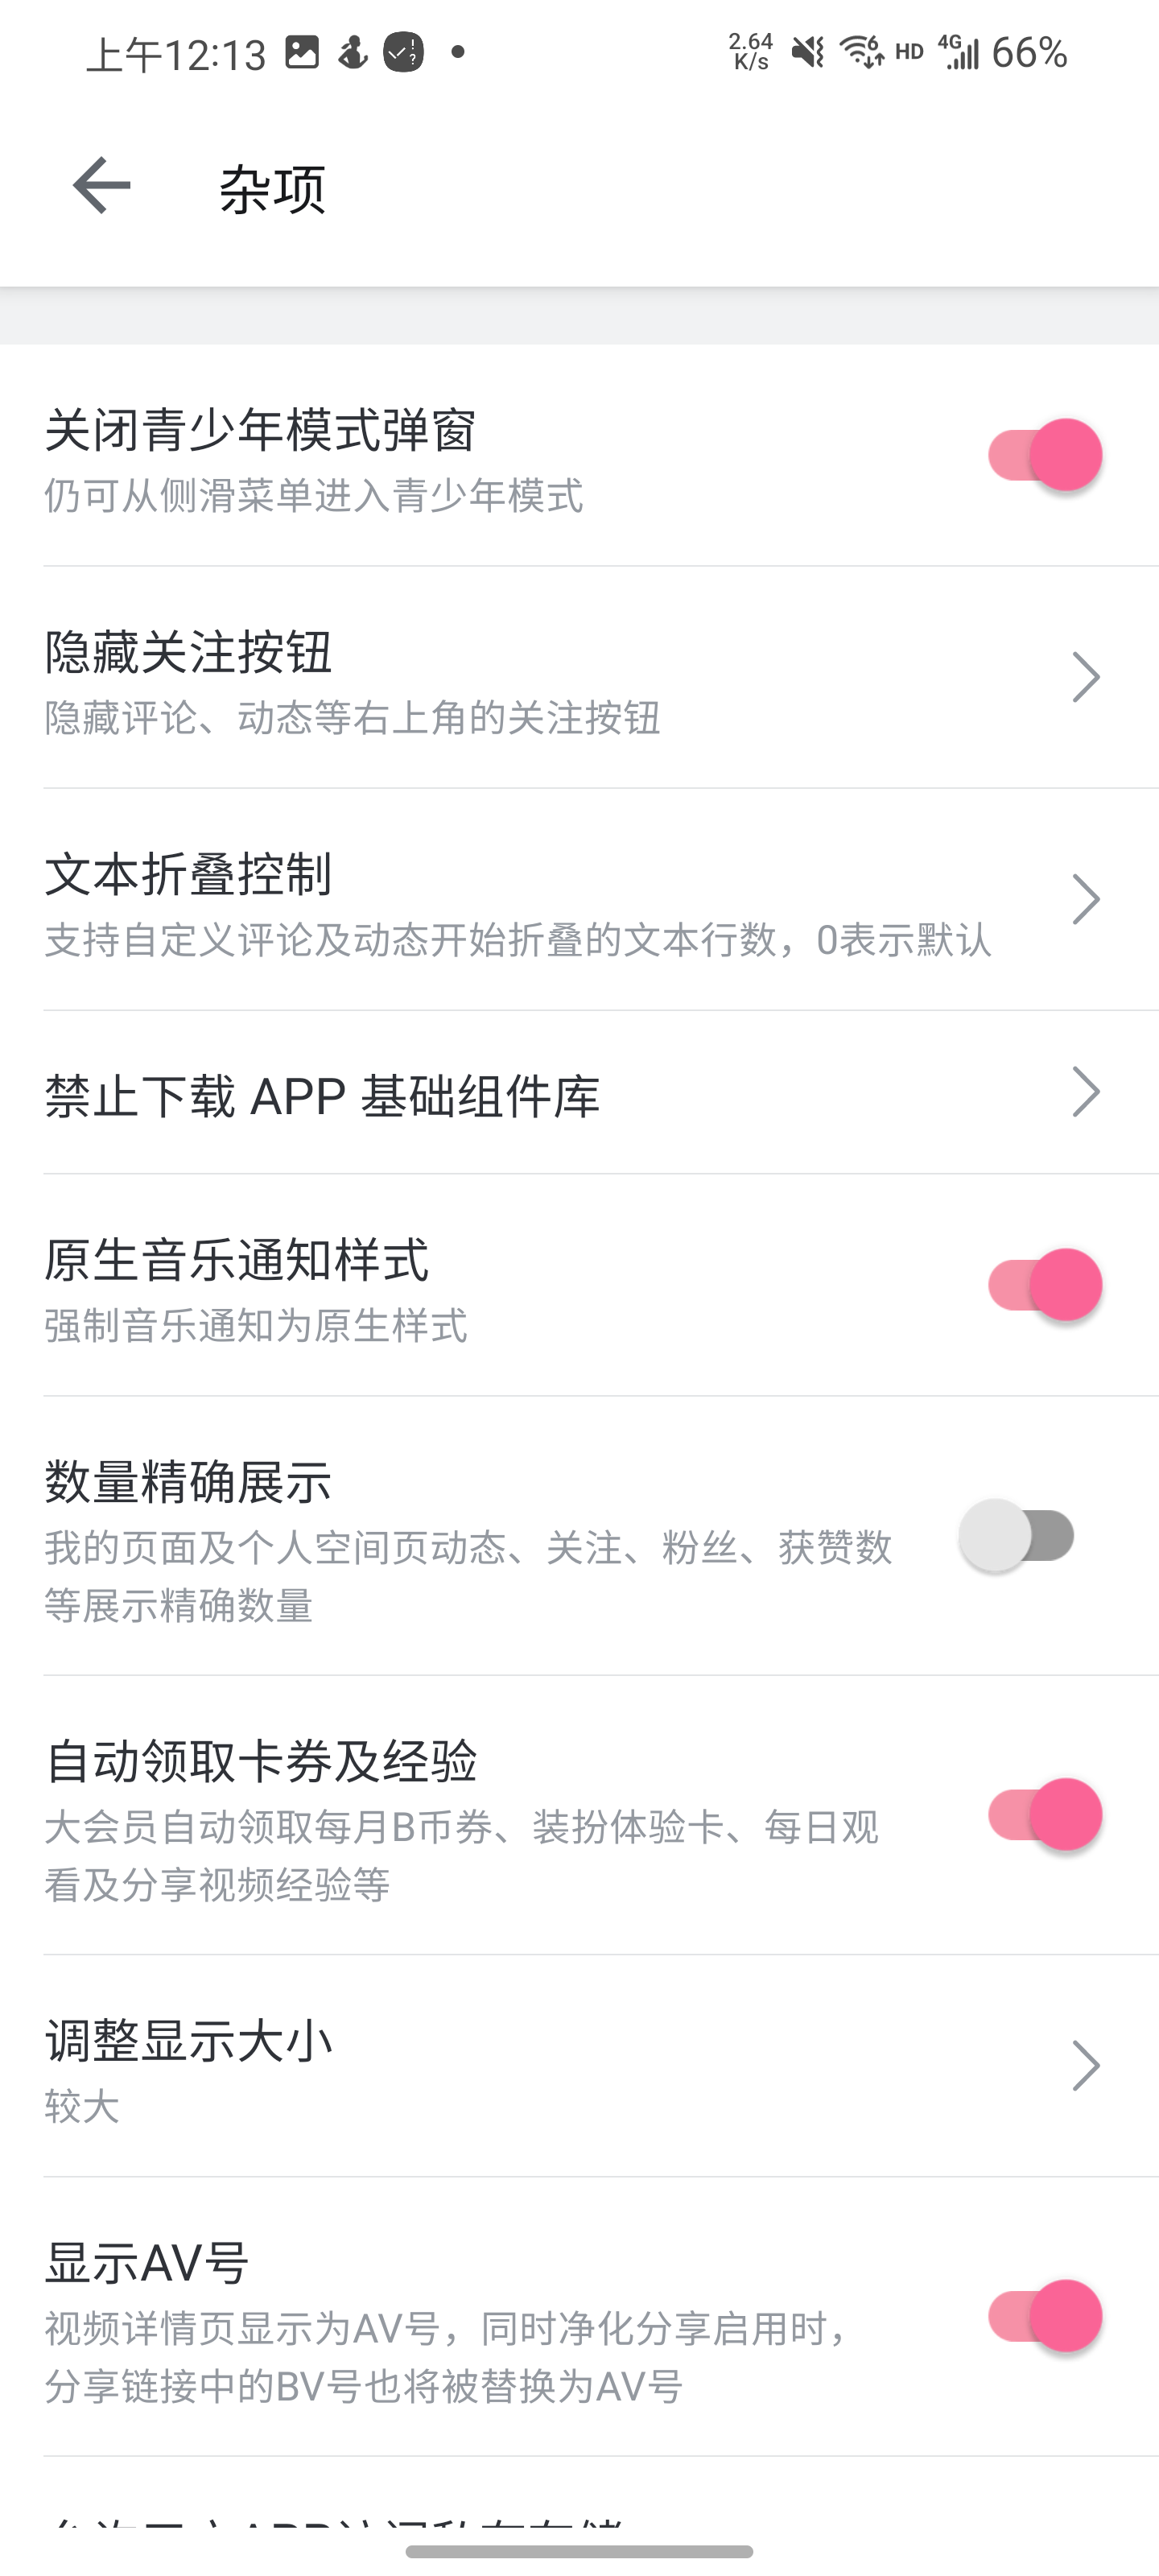 上午12:13
2.64 K/s
6
HD
4G
66%
杂项
关闭青少年模式弹窗
仍可从侧滑菜单进入青少年模式
隐藏关注按钮
隐藏评论、动态等右上角的关注按钮
文本折叠控制
支持自定义评论及动态开始折叠的文本行数，0表示默认
禁止下载 APP 基础组件库
原生音乐通知样式
强制音乐通知为原生样式
数量精确展示
我的页面及个人空间页动态、关注、粉丝、获赞数
等展示精确数量
自动领取卡券及经验
大会员自动领取每月B币券、装扮体验卡、每日观
看及分享视频经验等
调整显示大小
较大
显示AV号
视频详情页显示为AV号，同时净化分享启用时，
分享链接中的BV号也将被替换为AV号